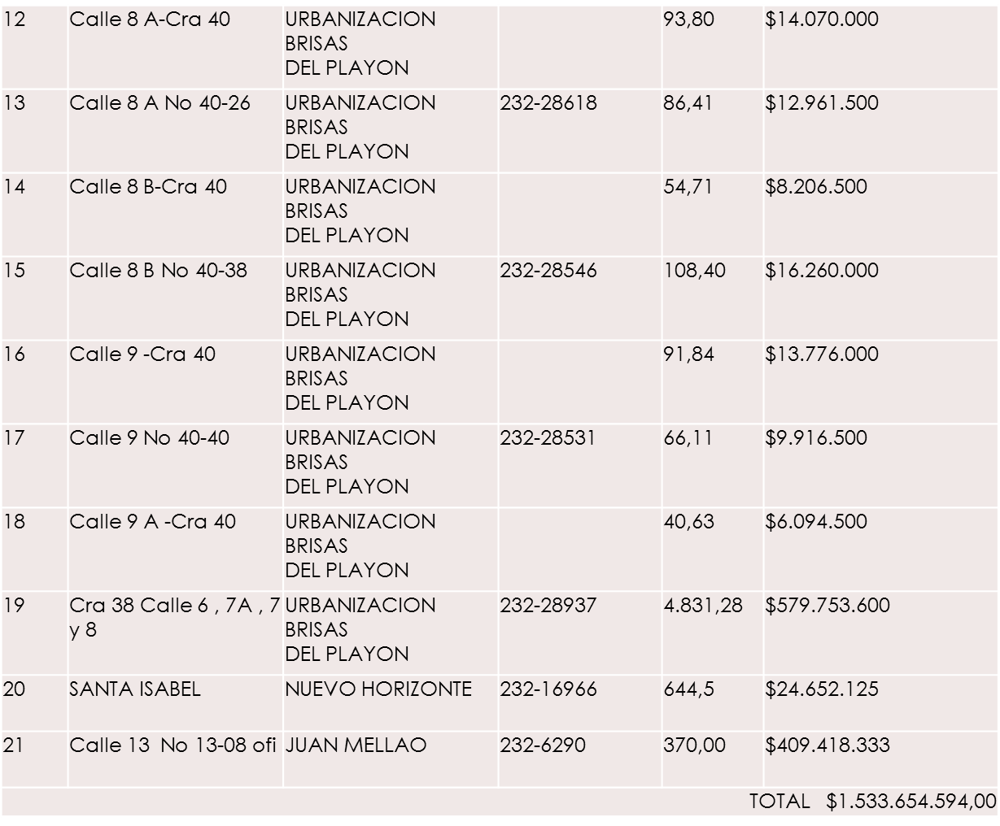 12 Calle 8 A-Cra 40 URBANIZACION 93,80 $14.070.000
BRISAS
DEL PLAYON
13 Calle 8 A No 40-26 URBANIZACION 232-28618 86,41 $12.961.500
BRISAS
DEL PLAYON
14 Calle 8 B-Cra 40 URBANIZACION 54,71 $8.206.500
BRISAS
DEL PLAYON
15 Calle 8 B No 40-38 URBANIZACION 232-28546 108,40 $16.260.000
BRISAS
DEL PLAYON
16 Calle 9 -Cra 40 URBANIZACION 91,84 $13.776.000
BRISAS
DEL PLAYON
17 Calle 9 No 40-40 URBANIZACION 232-28531 66,11 $9.916.500
BRISAS
DEL PLAYON
18 Calle 9 A -Cra 40 URBANIZACION 40,63 $6.094.500
BRISAS
DEL PLAYON
19 Cra 38 Calle 6 , 7A , 7 URBANIZACION 232-28937 4.831,28 $579.753.600
y 8 BRISAS
DEL PLAYON
20 SANTA ISABEL NUEVO HORIZONTE 232-16966 644,5 $24.652.125
21 Calle 13 No 13-08 ofi JUAN MELLAO 232-6290 370,00 $409.418.333
TOTAL $1.533.654.594,00